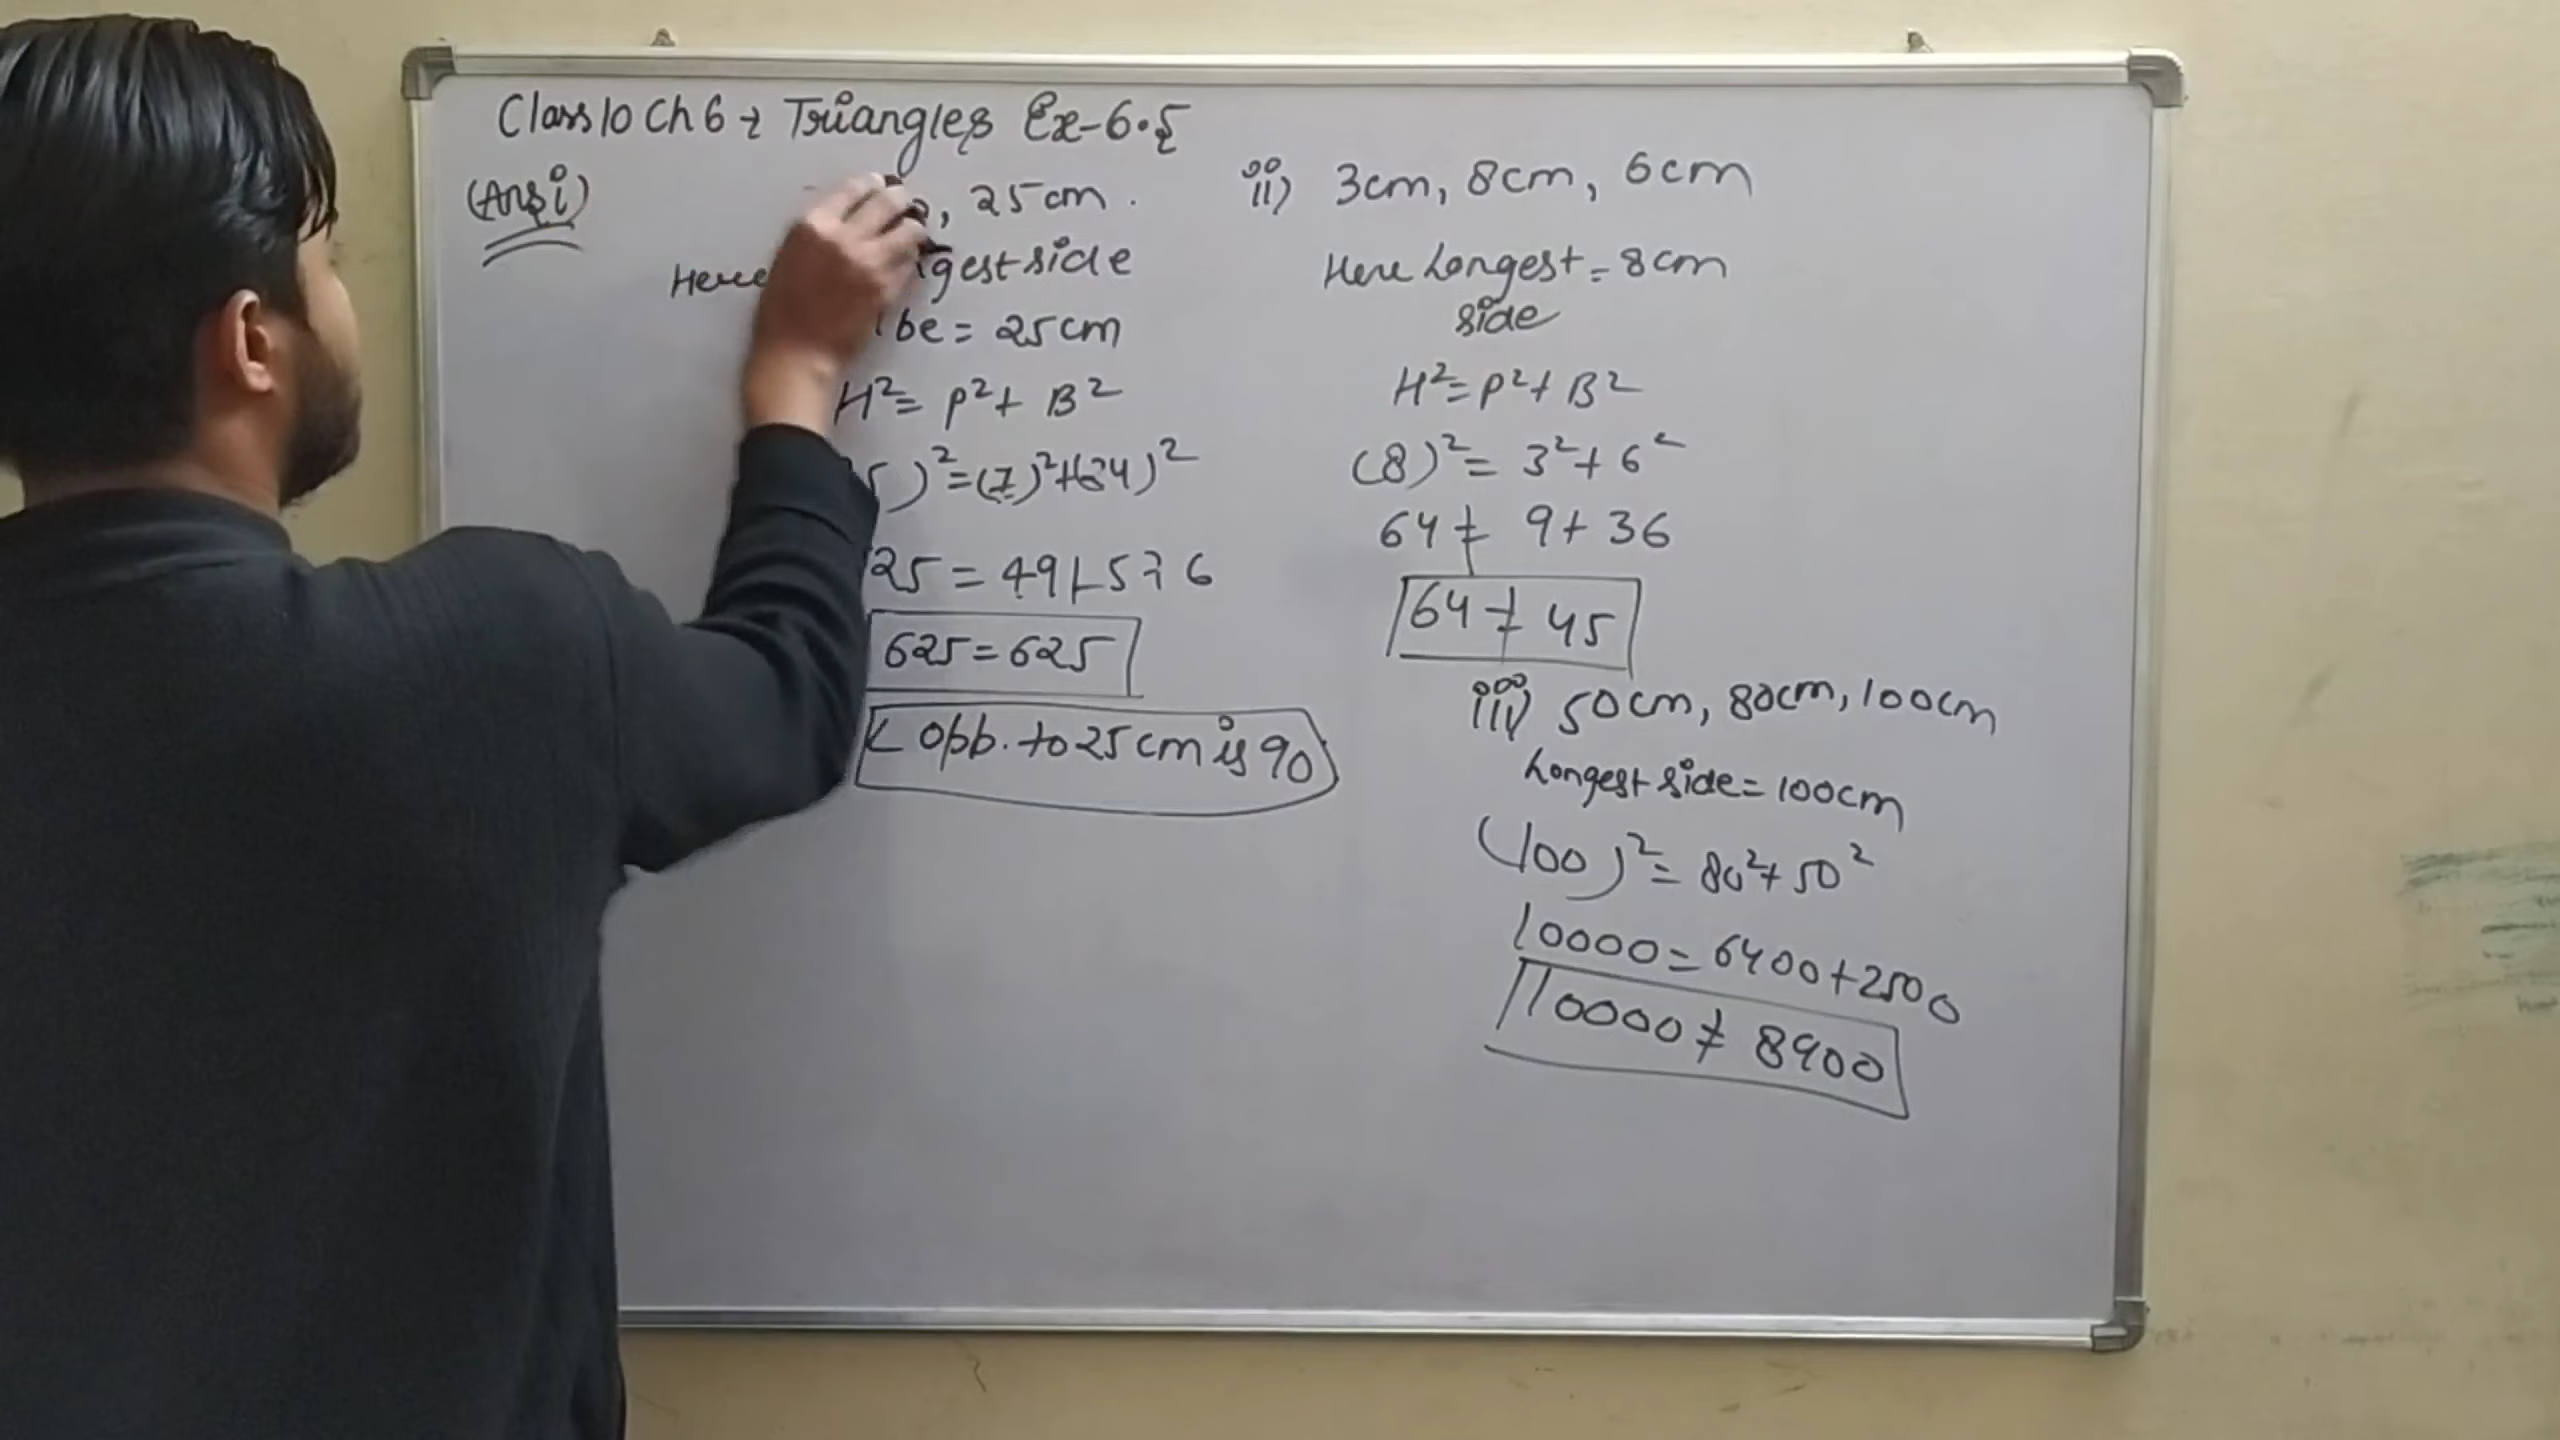 Class 10 Ch 6 → Triangles Ex-6.5
(Ans i)
, 25cm.
Here gest side
be = 25cm
H² = P² + B²
)² = (7)² + (24)²
25 = 49 + 576
625 = 625
∠ opp. to 25 cm is 90
ii) 3cm, 8cm, 6cm
Here Longest = 8cm
side
H² = P² + B²
(8)² = 3² + 6²
64 ≠ 9 + 36
64 ≠ 45
iii) 50cm, 80cm, 100cm
Longest side = 100cm
(100)² = 80² + 50²
10000 = 6400 + 2500
10000 ≠ 8900